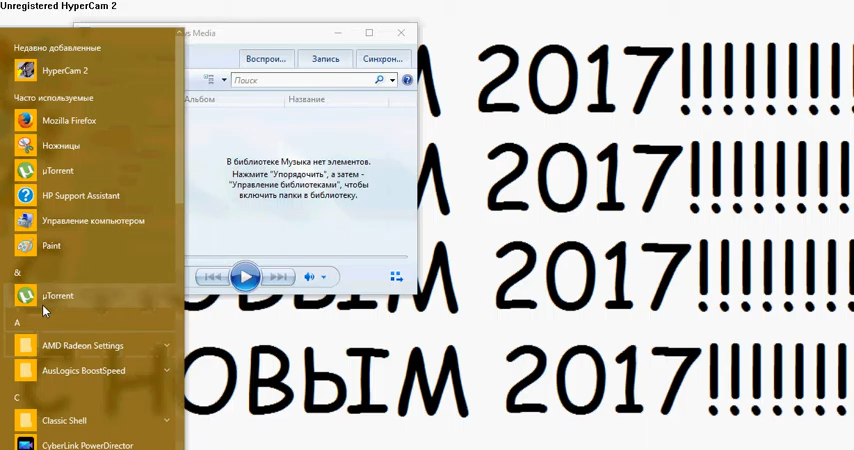 Unregistered HyperCam 2
Недавно добавленные
HyperCam 2
Часто используемые
Mozilla Firefox
Ножницы
µTorrent
HP Support Assistant
Управление компьютером
Paint
&
µTorrent
A
AMD Radeon Settings
AusLogics BoostSpeed
C
Classic Shell
CyberLink PowerDirector
Media
Воспрои...
Запись
Синхрон...
Поиск
Альбом
Название
В библиотеке Музыка нет элементов.
Нажмите "Упорядочить", а затем -
"Управление библиотеками", чтобы
включить папки в библиотеку.
М 2017!!!!!!!!!!
М 2017!!!!!!!!!!
М 2017!!!!!!!!!
С НОВЫМ 2017!!!!!!!!!